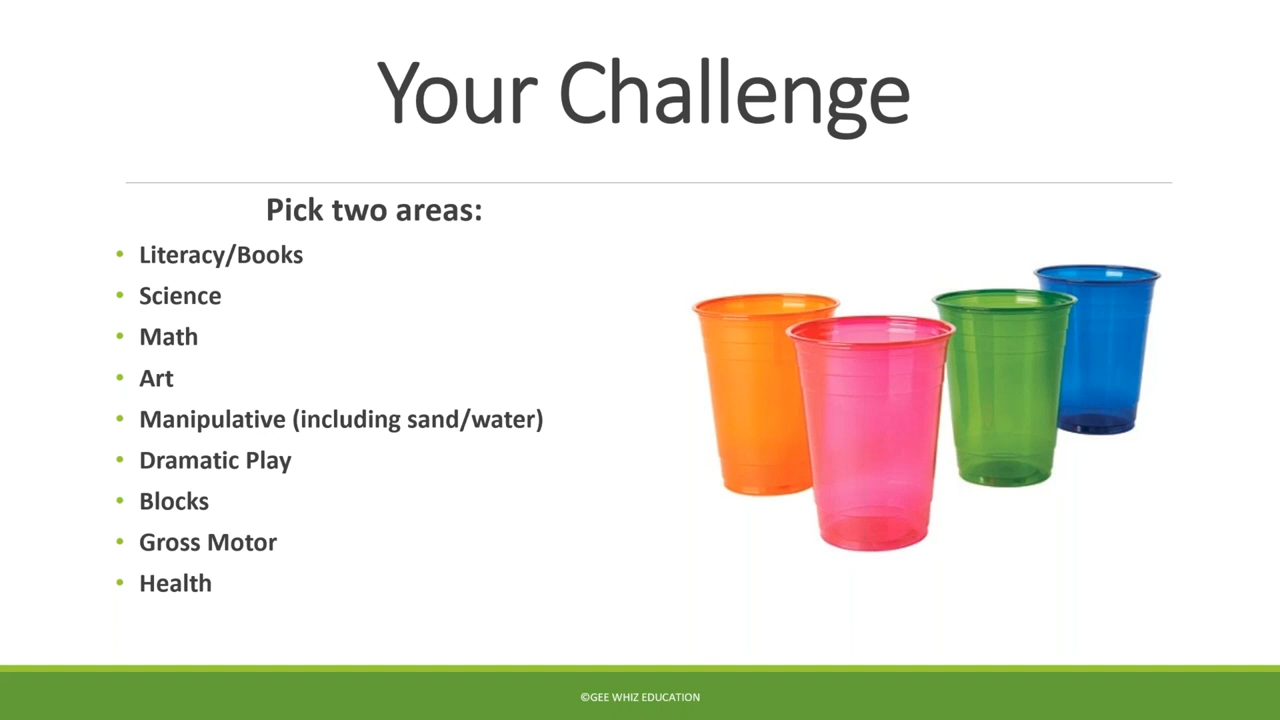 Your Challenge
Pick two areas:
• Literacy/Books
• Science
• Math
• Art
• Manipulative (including sand/water)
• Dramatic Play
• Blocks
• Gross Motor
• Health
©GEE WHIZ EDUCATION